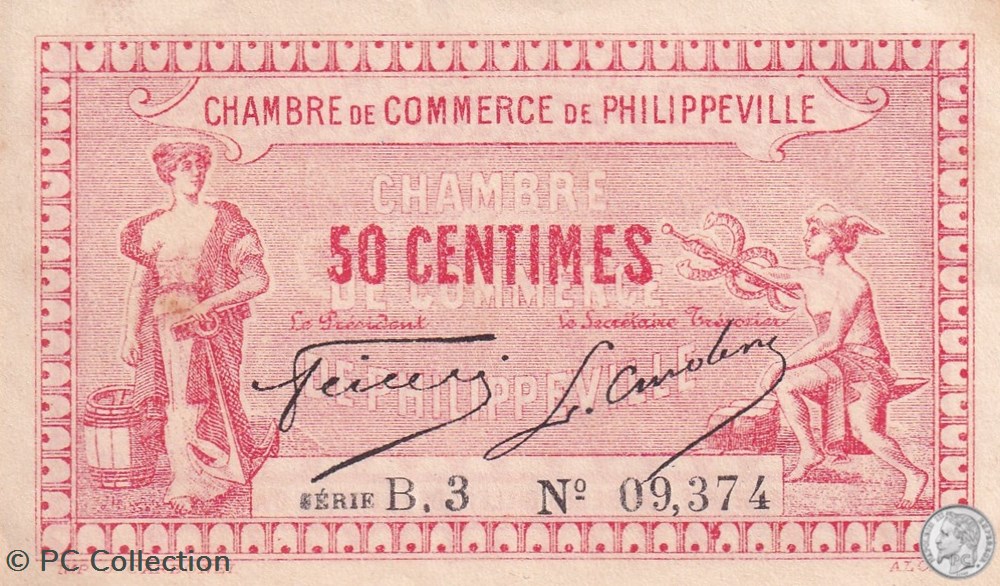 CHAMBRE DE COMMERCE DE PHILIPPEVILLE
CHAMBRE
50 CENTIMES
DE COMMERCE
Le Président Le Secrétaire Trésorier
DE PHILIPPEVILLE
SÉRIE B.3 Nº 09,374
© PC Collection